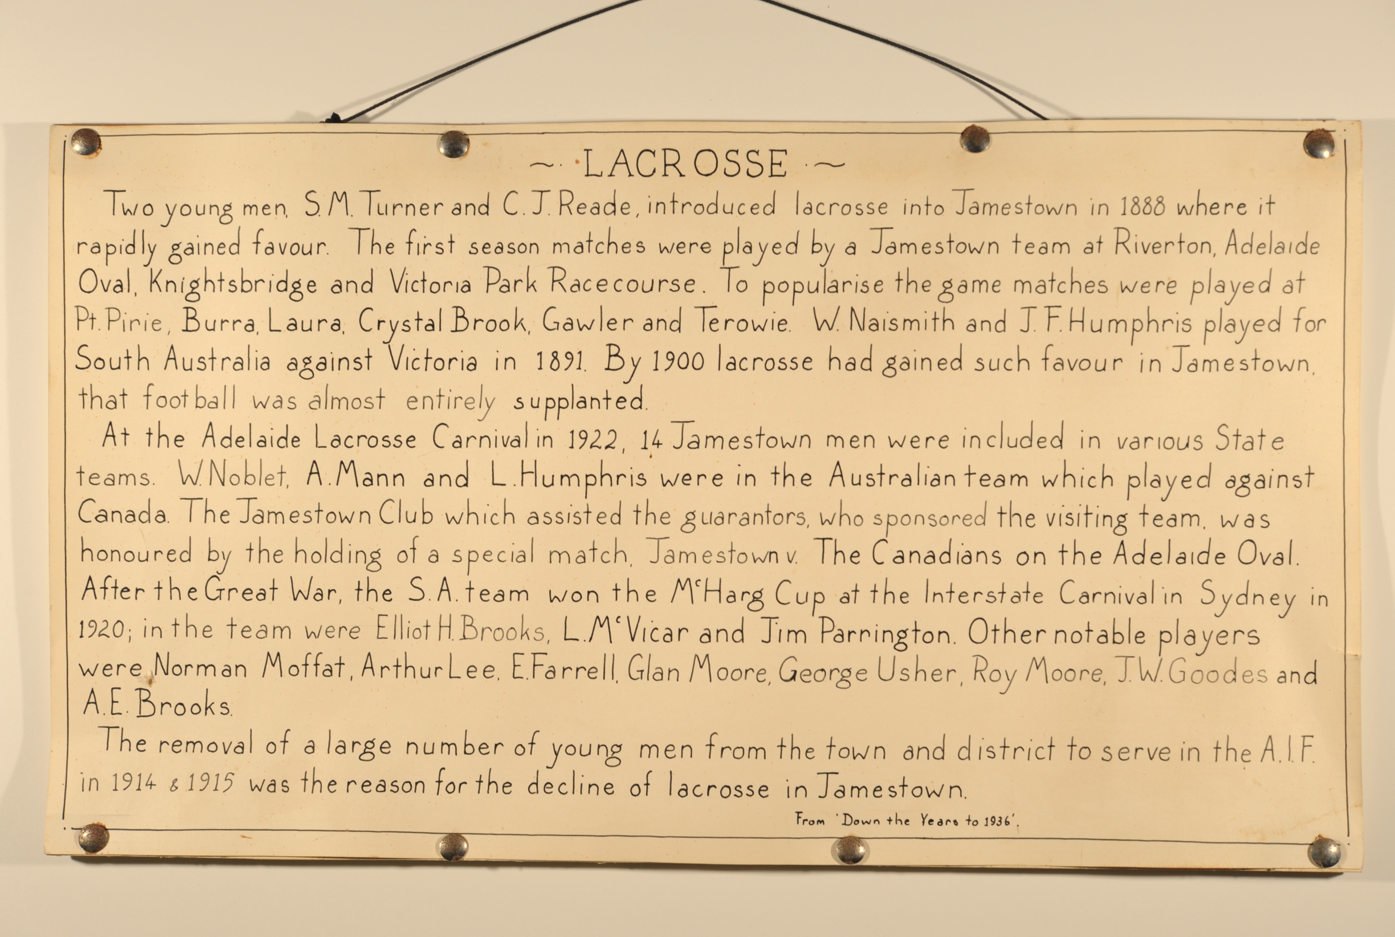 ~ · LACROSSE · ~
Two young men, S.M. Turner and C.J. Reade, introduced lacrosse into Jamestown in 1888 where it
rapidly gained favour. The first season matches were played by a Jamestown team at Riverton, Adelaide
Oval, Knightsbridge and Victoria Park Racecourse. To popularise the game matches were played at
Pt. Pirie, Burra, Laura, Crystal Brook, Gawler and Terowie. W. Naismith and J.F. Humphris played for
South Australia against Victoria in 1891. By 1900 lacrosse had gained such favour in Jamestown,
that football was almost entirely supplanted.
At the Adelaide Lacrosse Carnival in 1922, 14 Jamestown men were included in various State
teams. W. Noblet, A. Mann and L. Humphris were in the Australian team which played against
Canada. The Jamestown Club which assisted the guarantors, who sponsored the visiting team, was
honoured by the holding of a special match, Jamestown v. The Canadians on the Adelaide Oval.
After the Great War, the S.A. team won the McHarg Cup at the Interstate Carnival in Sydney in
1920; in the team were Elliot H. Brooks, L. McVicar and Jim Parrington. Other notable players
were Norman Moffat, Arthur Lee, E. Farrell, Glan Moore, George Usher, Roy Moore, J.W. Goodes and
A.E. Brooks.
The removal of a large number of young men from the town and district to serve in the A.I.F.
in 1914 & 1915 was the reason for the decline of lacrosse in Jamestown.
From 'Down the Years to 1936'.